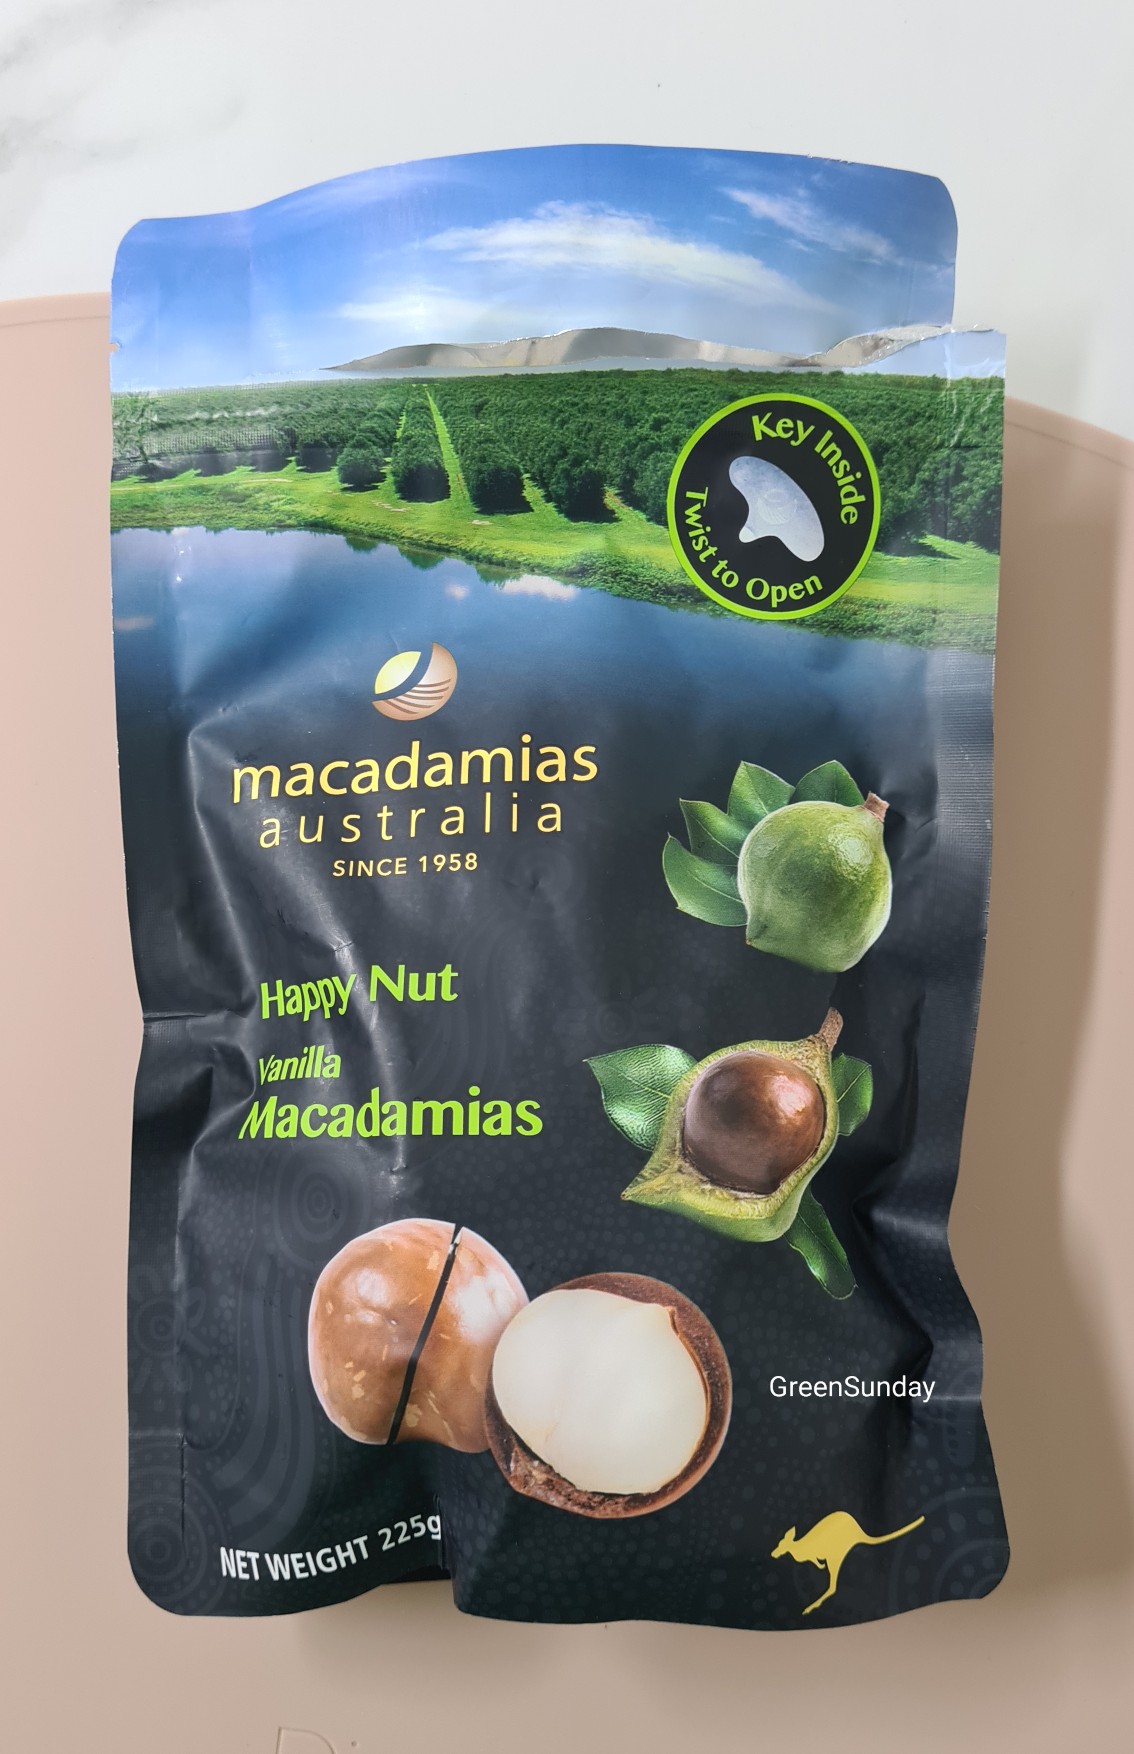 Key Inside
Twist to Open
macadamias
australia
SINCE 1958
Happy Nut
Vanilla
Macadamias
GreenSunday
NET WEIGHT 225g